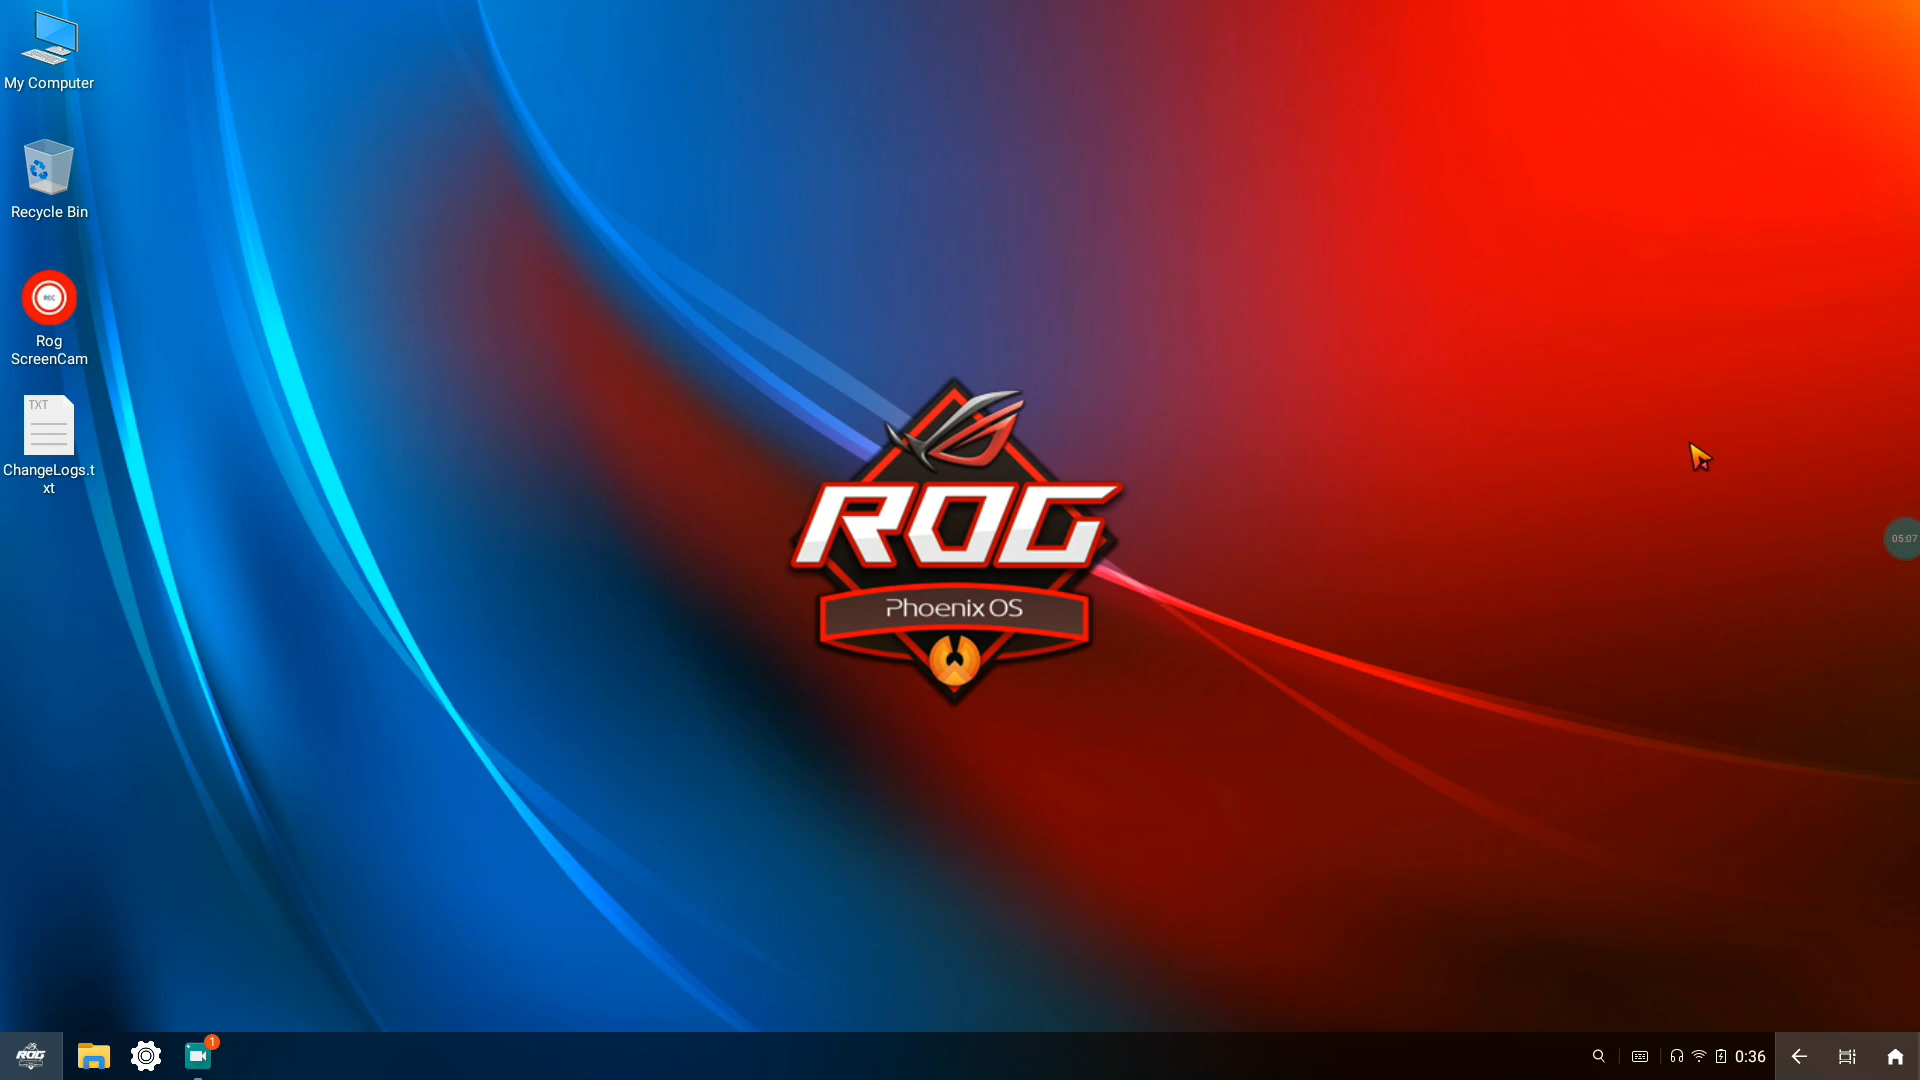 My Computer
Recycle Bin
REC
Rog
ScreenCam
TXT
ChangeLogs.t
xt
ROG
Phoenix OS
05:07
ROG
1
0:36